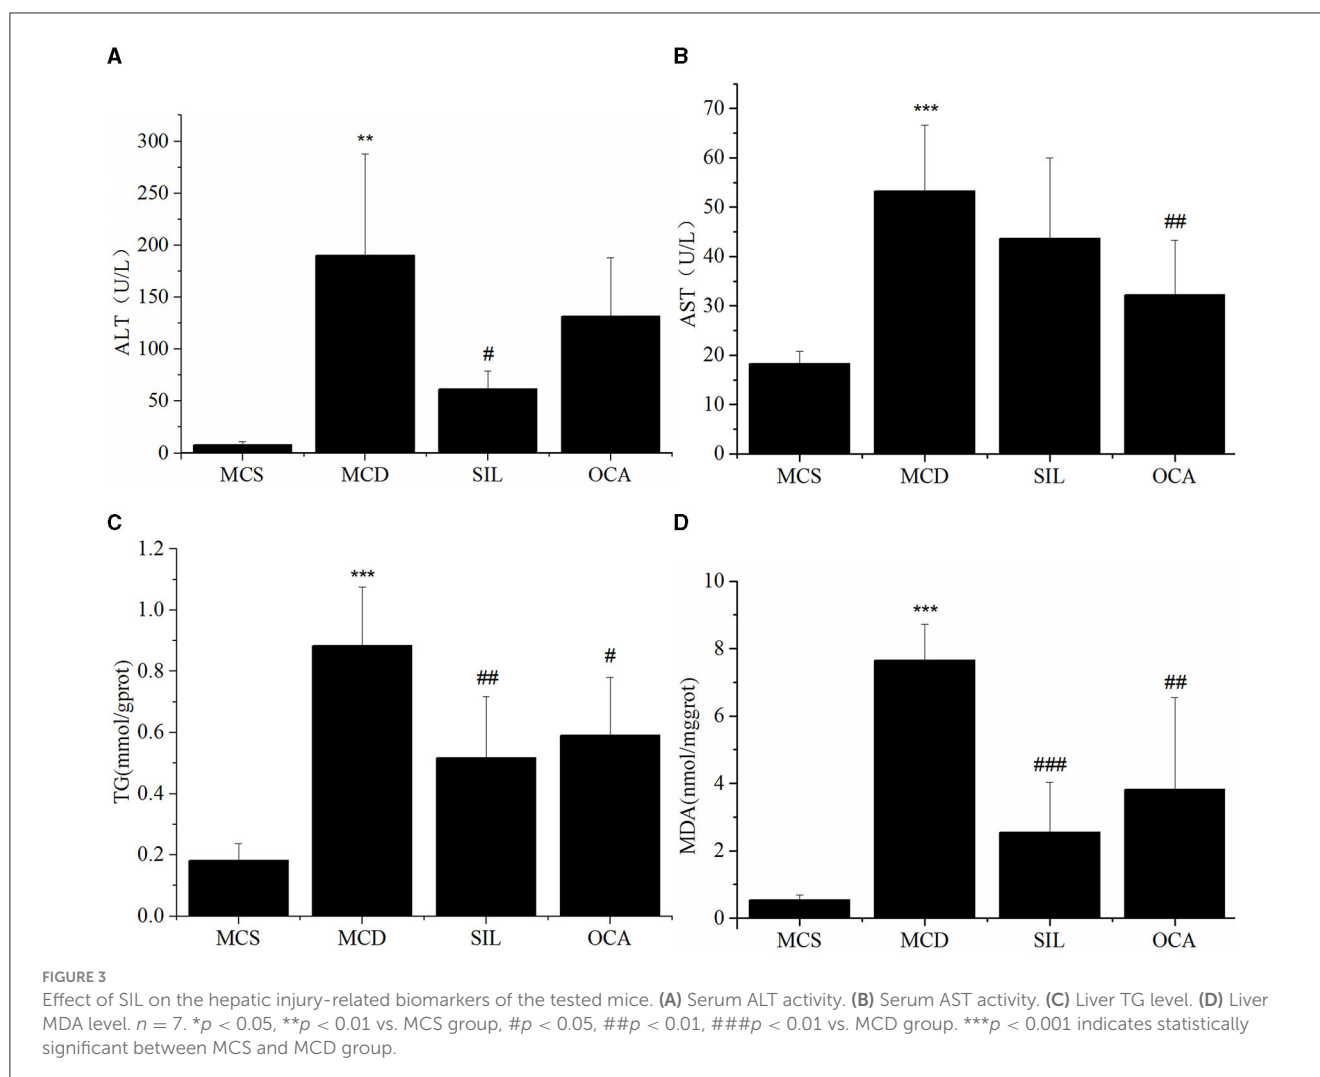 A
ALT（U/L）
300
250
200
150
100
50
0
**
#
MCS MCD SIL OCA
B
AST（U/L）
70
60
50
40
30
20
10
0
***
##
MCS MCD SIL OCA
C
TG(mmol/gprot)
1.2
1.0
0.8
0.6
0.4
0.2
0.0
***
##
#
MCS MCD SIL OCA
D
MDA(nmol/mggrot)
10
8
6
4
2
0
***
###
##
MCS MCD SIL OCA
FIGURE 3
Effect of SIL on the hepatic injury-related biomarkers of the tested mice. (A) Serum ALT activity. (B) Serum AST activity. (C) Liver TG level. (D) Liver
MDA level. n = 7. *p < 0.05, **p < 0.01 vs. MCS group, #p < 0.05, ##p < 0.01, ###p < 0.01 vs. MCD group. ***p < 0.001 indicates statistically
significant between MCS and MCD group.